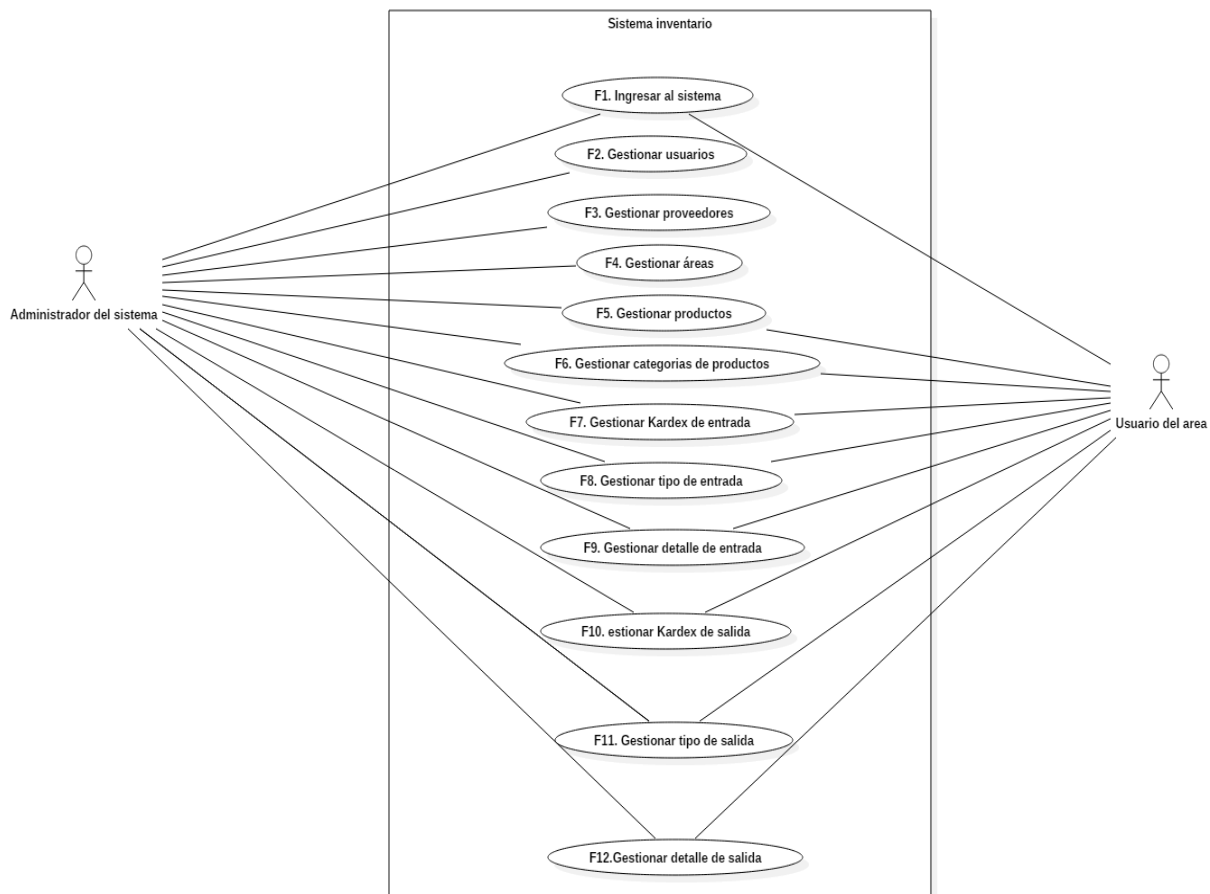 Sistema inventario
F1. Ingresar al sistema
F2. Gestionar usuarios
F3. Gestionar proveedores
F4. Gestionar áreas
Administrador del sistema
F5. Gestionar productos
F6. Gestionar categorias de productos
F7. Gestionar Kardex de entrada
Usuario del area
F8. Gestionar tipo de entrada
F9. Gestionar detalle de entrada
F10. estionar Kardex de salida
F11. Gestionar tipo de salida
F12.Gestionar detalle de salida